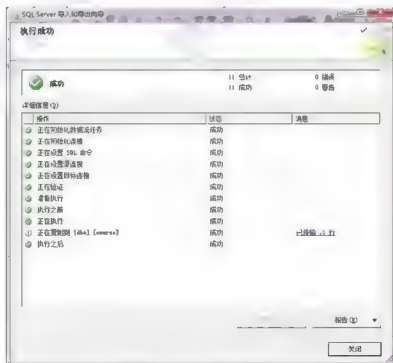 SQL Server 导入和导出向导
执行成功
成功
11 总计 0 错误
11 成功 0 警告
详细信息(D)
操作 状态 消息
正在初始化数据流任务 成功
正在初始化连接 成功
正在设置 SQL 命令 成功
正在设置源连接 成功
正在设置目标连接 成功
正在验证 成功
准备执行 成功
执行之前 成功
正在执行 成功
正在复制到 [dbo].[course] 成功 已传输 行
执行之后 成功
报告(R)
关闭